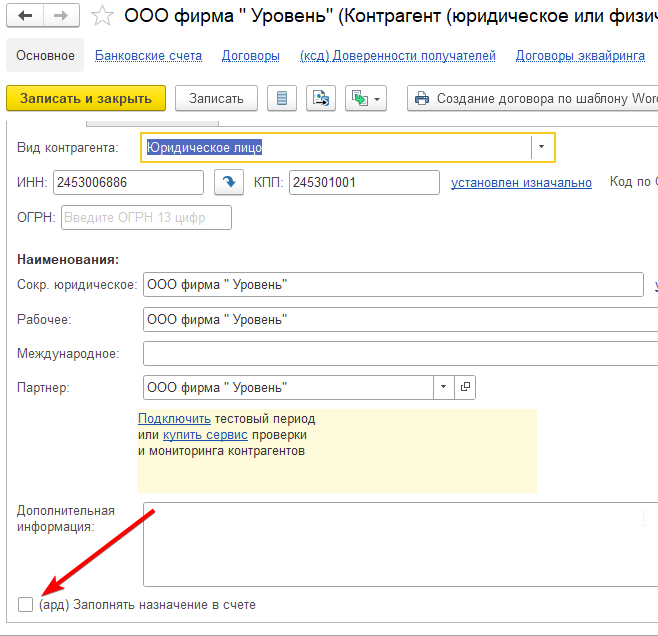 ООО фирма " Уровень" (Контрагент (юридическое или физич
Основное Банковские счета Договоры (ксд) Доверенности получателей Договоры эквайринга
Записать и закрыть Записать Создание договора по шаблону Word
Вид контрагента: Юридическое лицо
ИНН: 2453006886 КПП: 245301001 установлен изначально Код по
ОГРН: Введите ОГРН 13 цифр
Наименования:
Сокр. юридическое: ООО фирма " Уровень"
Рабочее: ООО фирма " Уровень"
Международное:
Партнер: ООО фирма " Уровень"
Подключить тестовый период
или купить сервис проверки
и мониторинга контрагентов
Дополнительная
информация:
(ард) Заполнять назначение в счете